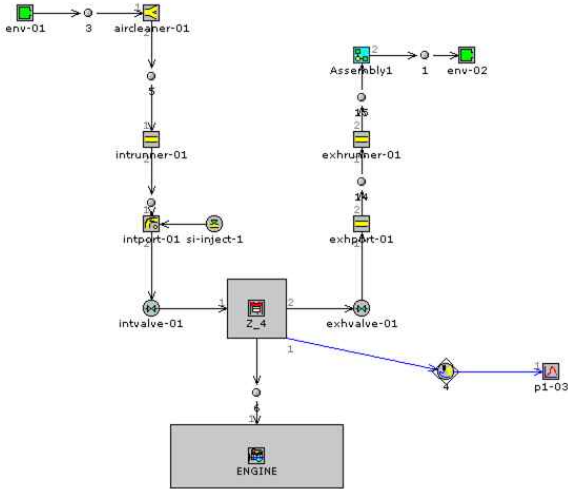 env-01
3
1
aircleaner-01
2
5
1
intrunner-01
2
intport-01
si-inject-1
2
intvalve-01
1
Z_4
2
exhvalve-01
1
exhport-01
2
14
1
exhrunner-01
2
15
Assembly1
2
1
env-02
1
4
1
p1-03
6
1
ENGINE